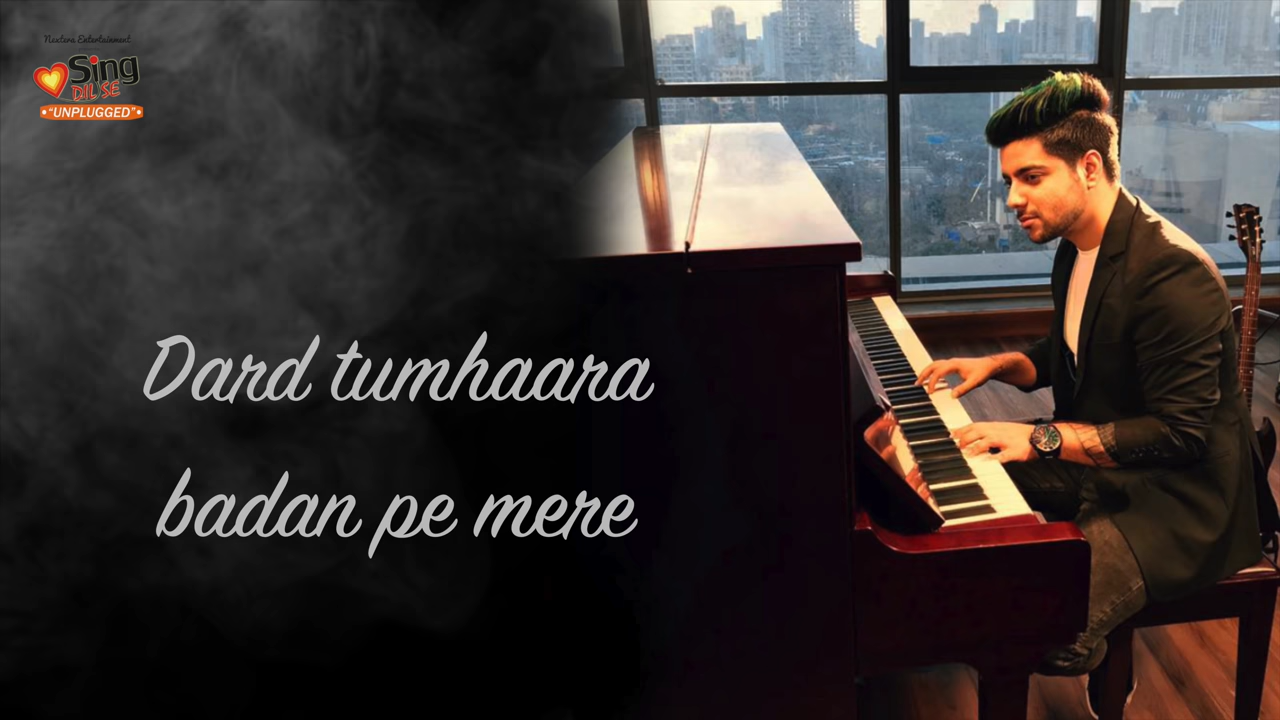 Nextera Entertainment
Sing
DIL SE
"UNPLUGGED"
Dard tumhaara
badan pe mere